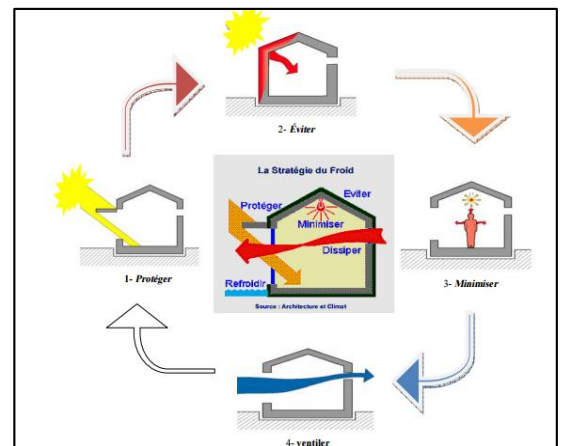 2- Éviter
La Stratégie du Froid
Eviter
Protéger
Minimiser
Dissiper
Refroidir
Source : Architecture et Climat
1- Protéger
3- Minimiser
4- ventiler